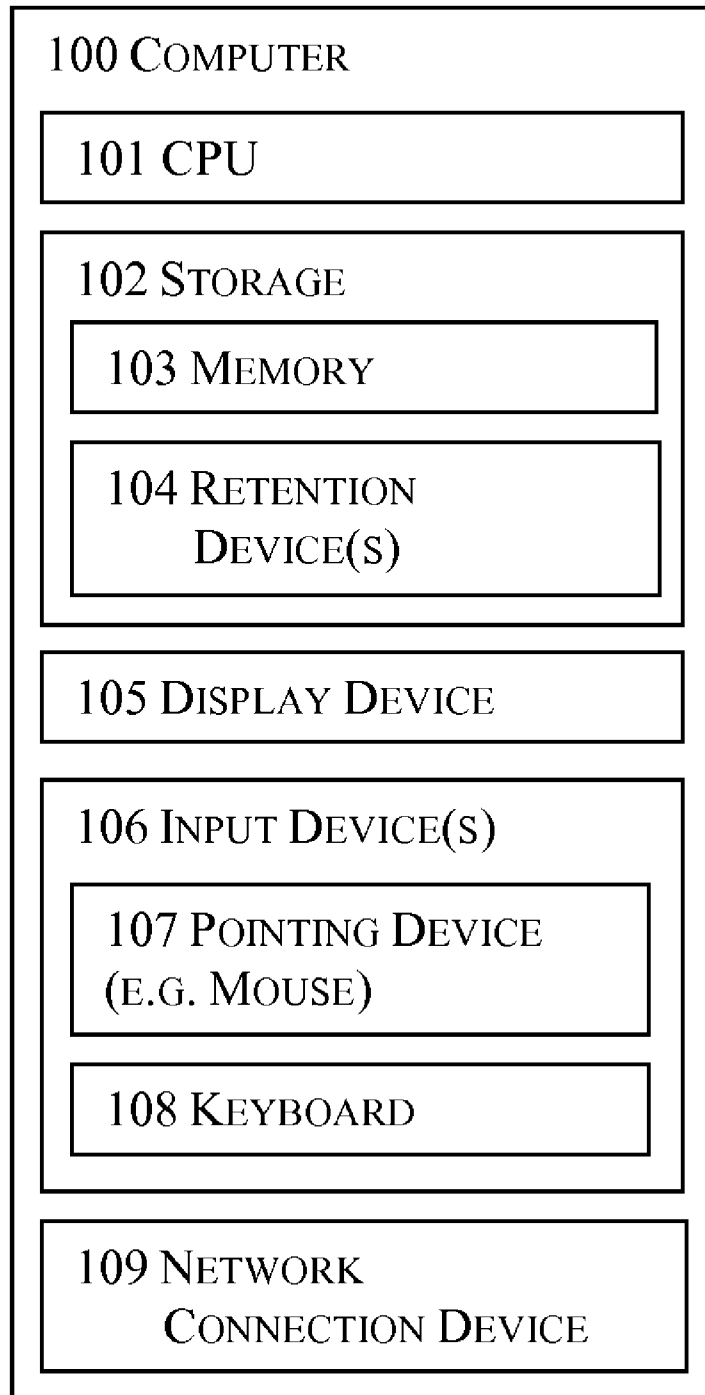 100 COMPUTER
101 CPU
102 STORAGE
103 MEMORY
104 RETENTION
DEVICE(S)
105 DISPLAY DEVICE
106 INPUT DEVICE(S)
107 POINTING DEVICE
(E.G. MOUSE)
108 KEYBOARD
109 NETWORK
CONNECTION DEVICE